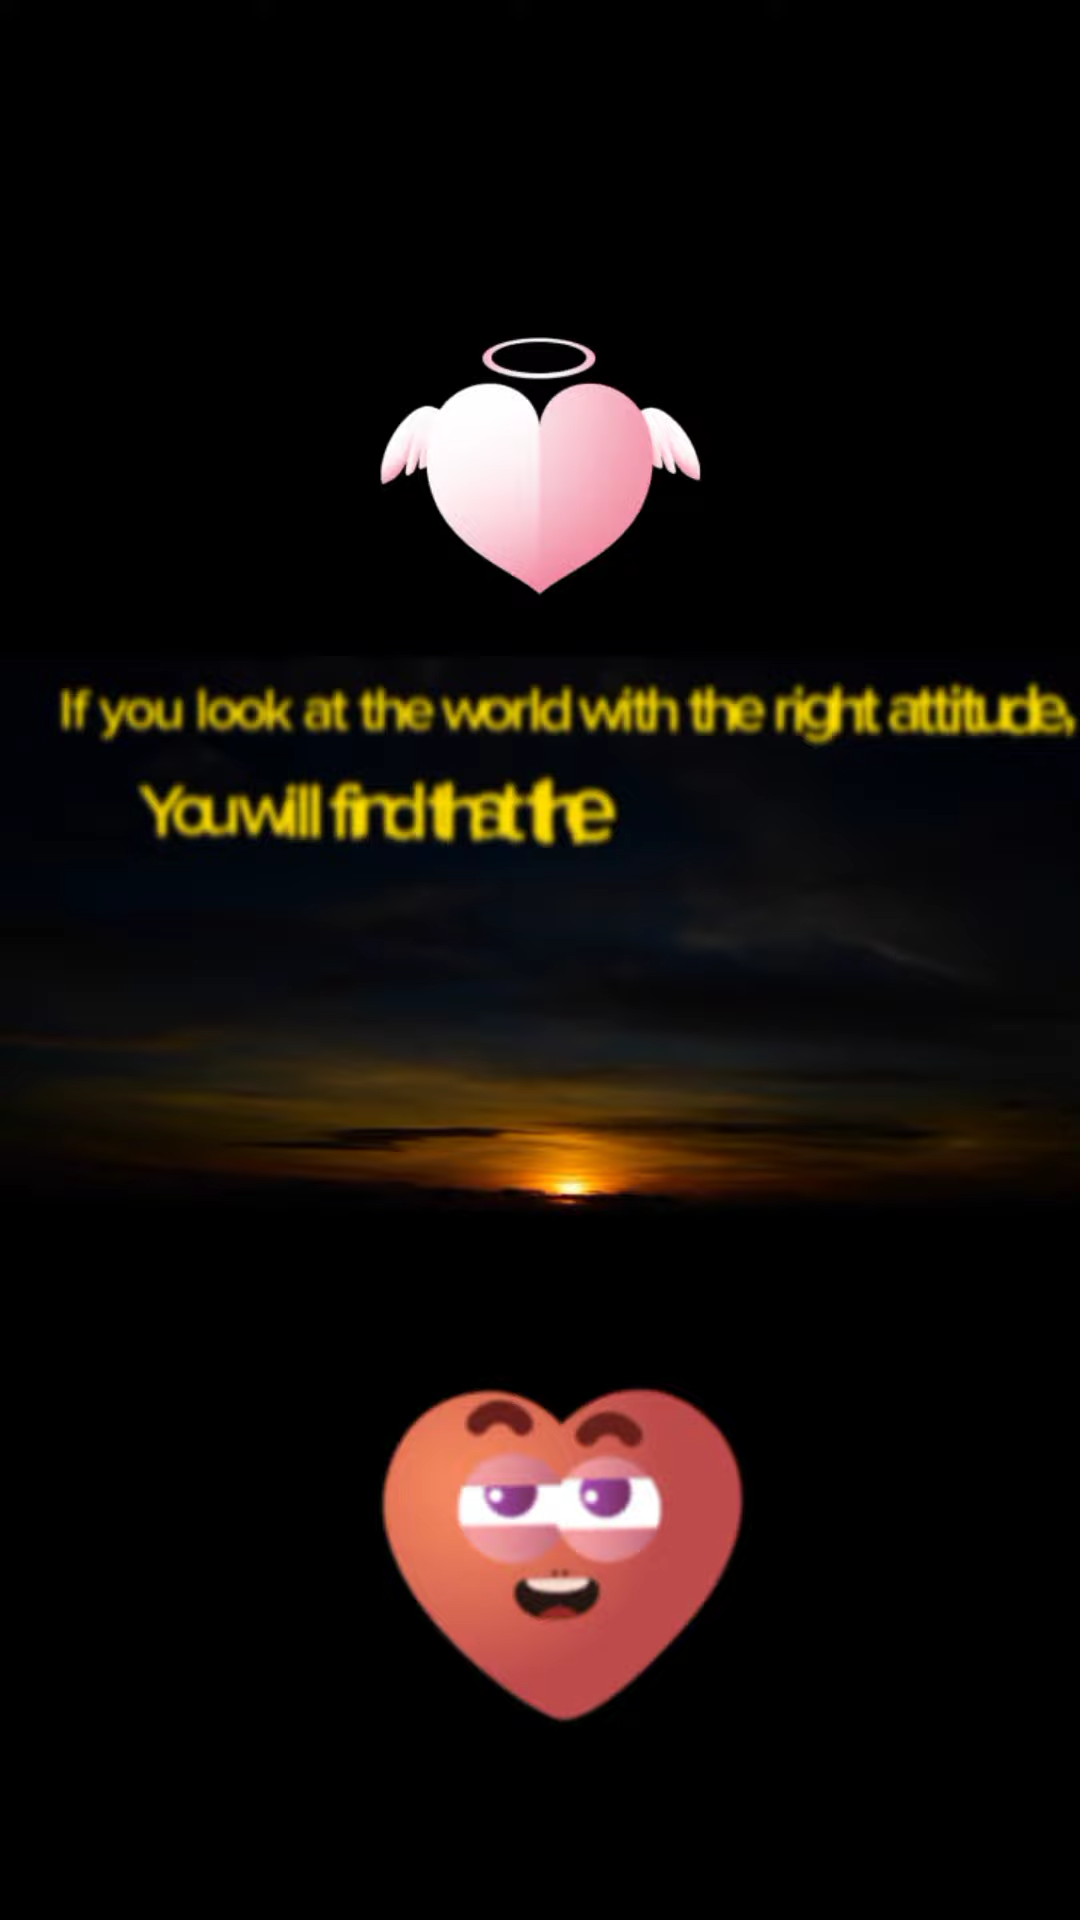 If you look at the world with the right attitude,
You will find that the